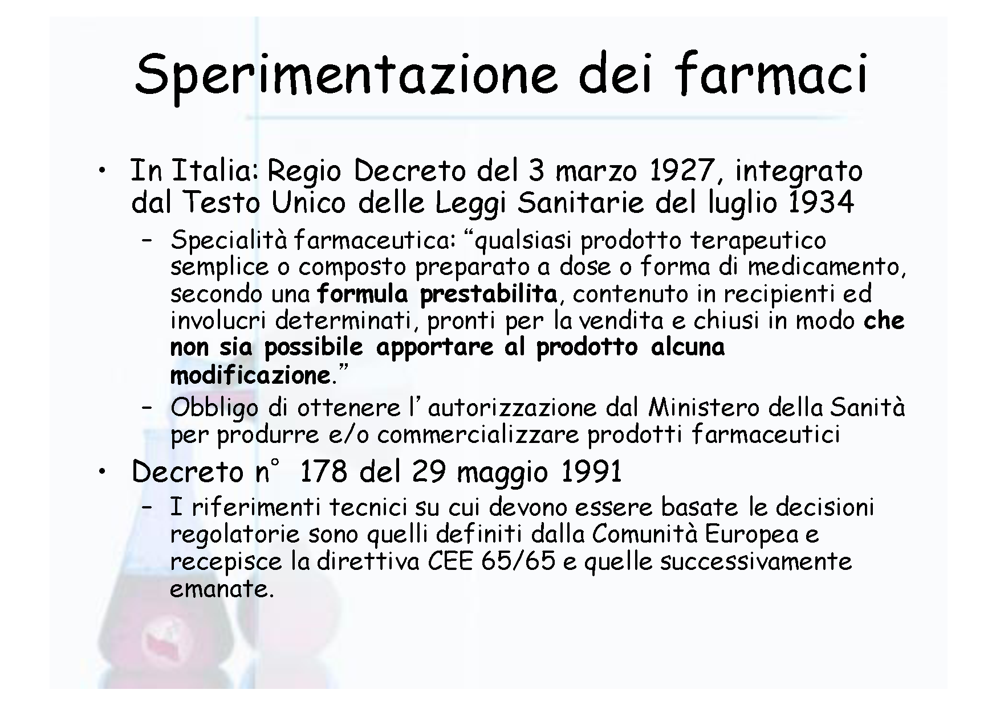 Sperimentazione dei farmaci
• In Italia: Regio Decreto del 3 marzo 1927, integrato
dal Testo Unico delle Leggi Sanitarie del luglio 1934
– Specialità farmaceutica: “qualsiasi prodotto terapeutico
semplice o composto preparato a dose o forma di medicamento,
secondo una formula prestabilita, contenuto in recipienti ed
involucri determinati, pronti per la vendita e chiusi in modo che
non sia possibile apportare al prodotto alcuna
modificazione.”
– Obbligo di ottenere l’autorizzazione dal Ministero della Sanità
per produrre e/o commercializzare prodotti farmaceutici
• Decreto n° 178 del 29 maggio 1991
– I riferimenti tecnici su cui devono essere basate le decisioni
regolatorie sono quelli definiti dalla Comunità Europea e
recepisce la direttiva CEE 65/65 e quelle successivamente
emanate.